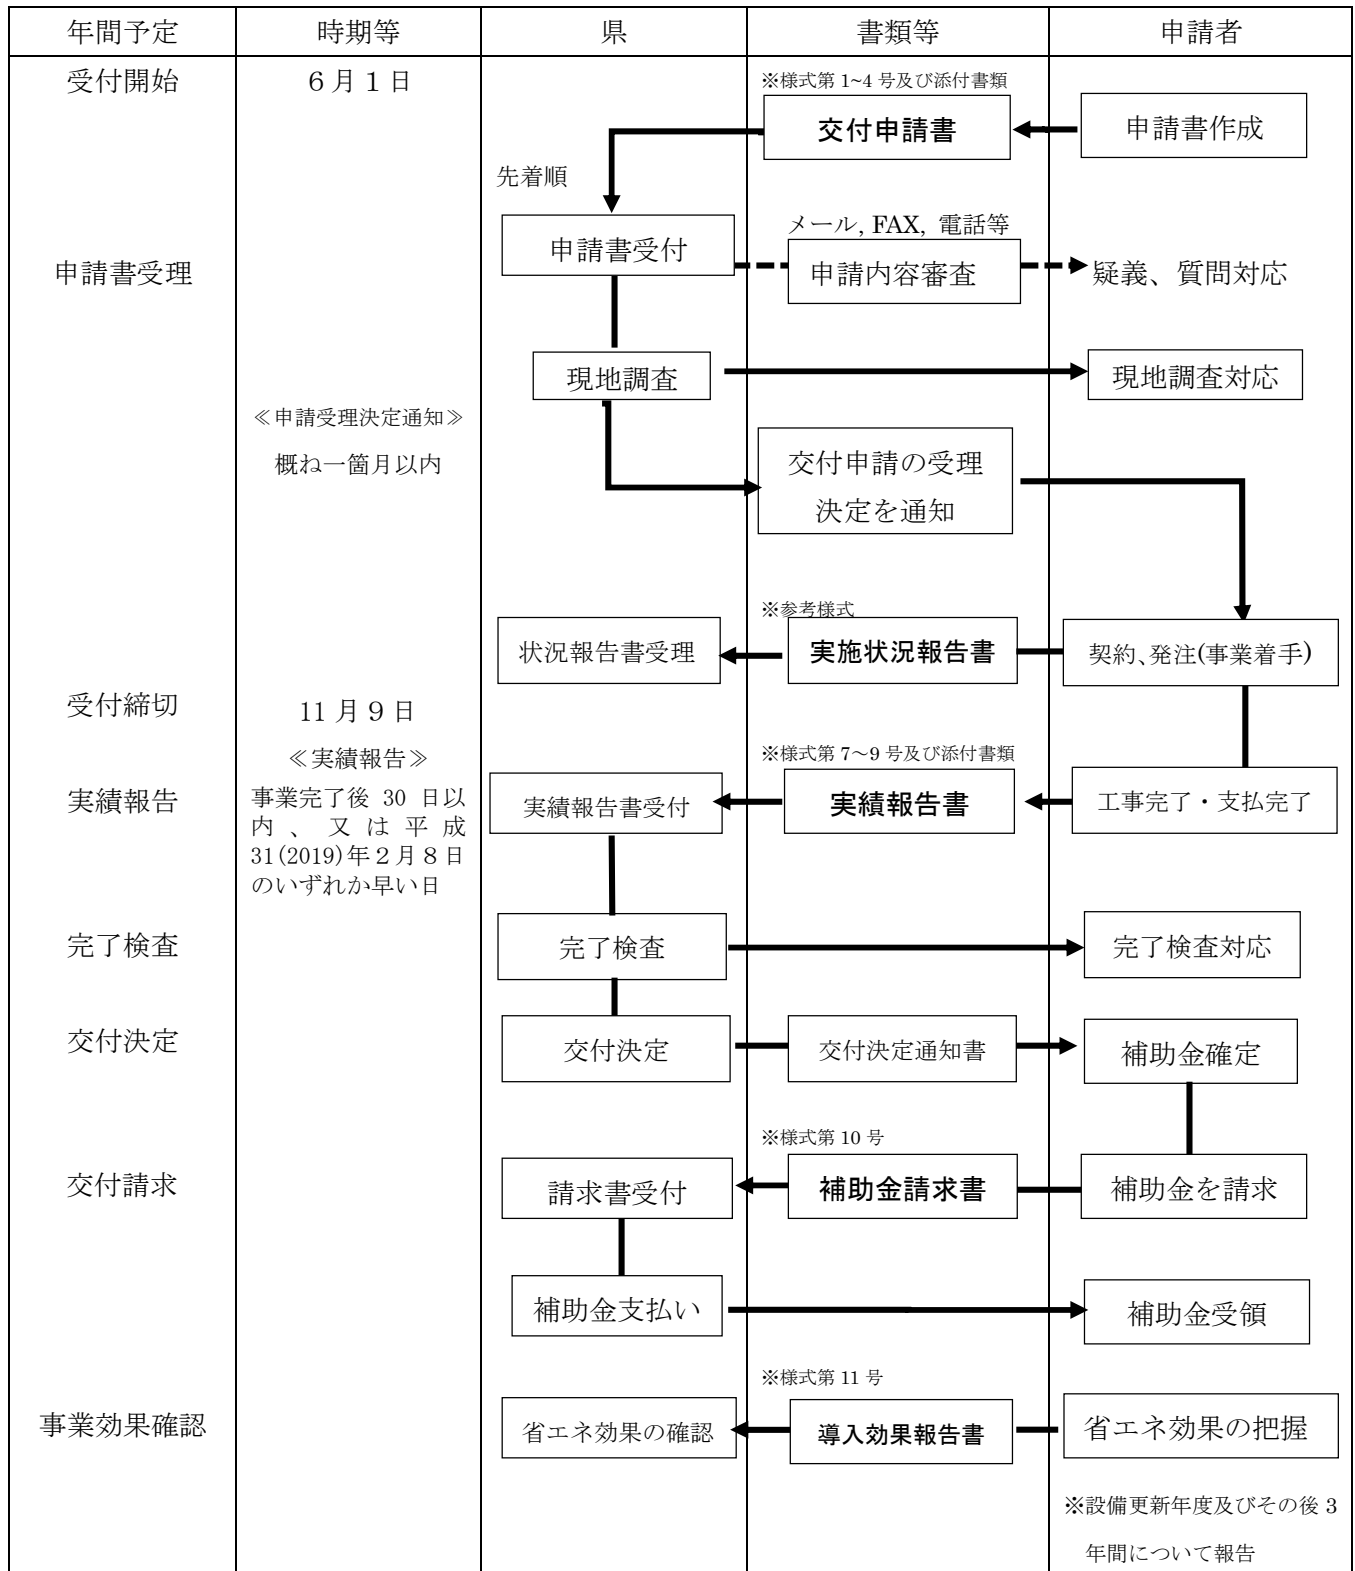 年間予定
時期等
県
書類等
申請者
受付開始
６月１日
※様式第 1~4 号及び添付書類
交付申請書
申請書作成
先着順
申請書受付
メール, FAX, 電話等
申請内容審査
疑義、質問対応
申請書受理
現地調査
現地調査対応
≪申請受理決定通知≫
概ね一箇月以内
交付申請の受理
決定を通知
※参考様式
状況報告書受理
実施状況報告書
契約、発注(事業着手)
受付締切
11 月９日
≪実績報告≫
※様式第 7～9 号及び添付書類
実績報告
事業完了後 30 日以
内、又は平成
31(2019)年２月８日
のいずれか早い日
実績報告書受付
実績報告書
工事完了・支払完了
完了検査
完了検査
完了検査対応
交付決定
交付決定
交付決定通知書
補助金確定
※様式第 10 号
交付請求
請求書受付
補助金請求書
補助金を請求
補助金支払い
補助金受領
※様式第 11 号
事業効果確認
省エネ効果の確認
導入効果報告書
省エネ効果の把握
※設備更新年度及びその後 3
年間について報告